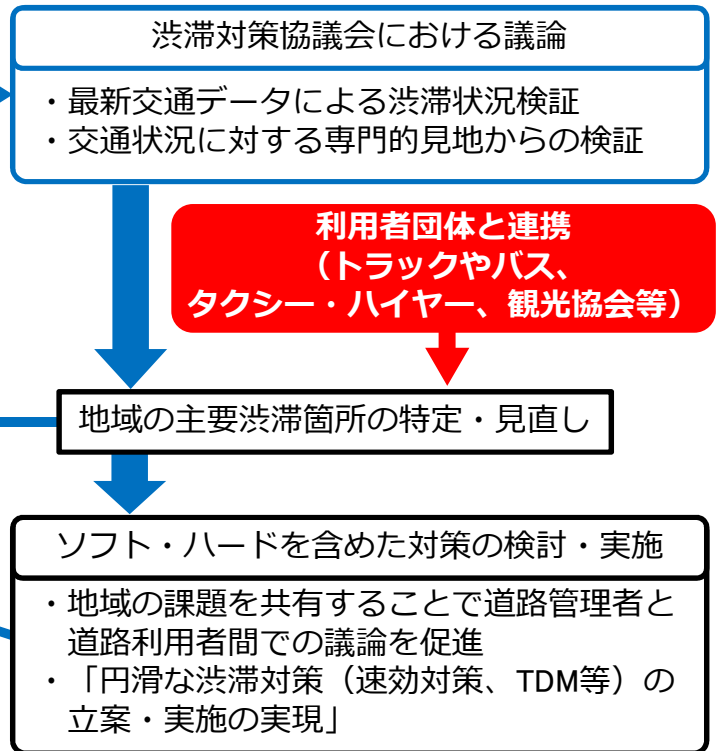 渋滞対策協議会における議論
・最新交通データによる渋滞状況検証
・交通状況に対する専門的見地からの検証
利用者団体と連携
（トラックやバス、
タクシー・ハイヤー、観光協会等）
地域の主要渋滞箇所の特定・見直し
ソフト・ハードを含めた対策の検討・実施
・地域の課題を共有することで道路管理者と
道路利用者間での議論を促進
・「円滑な渋滞対策（速効対策、TDM等）の
立案・実施の実現」